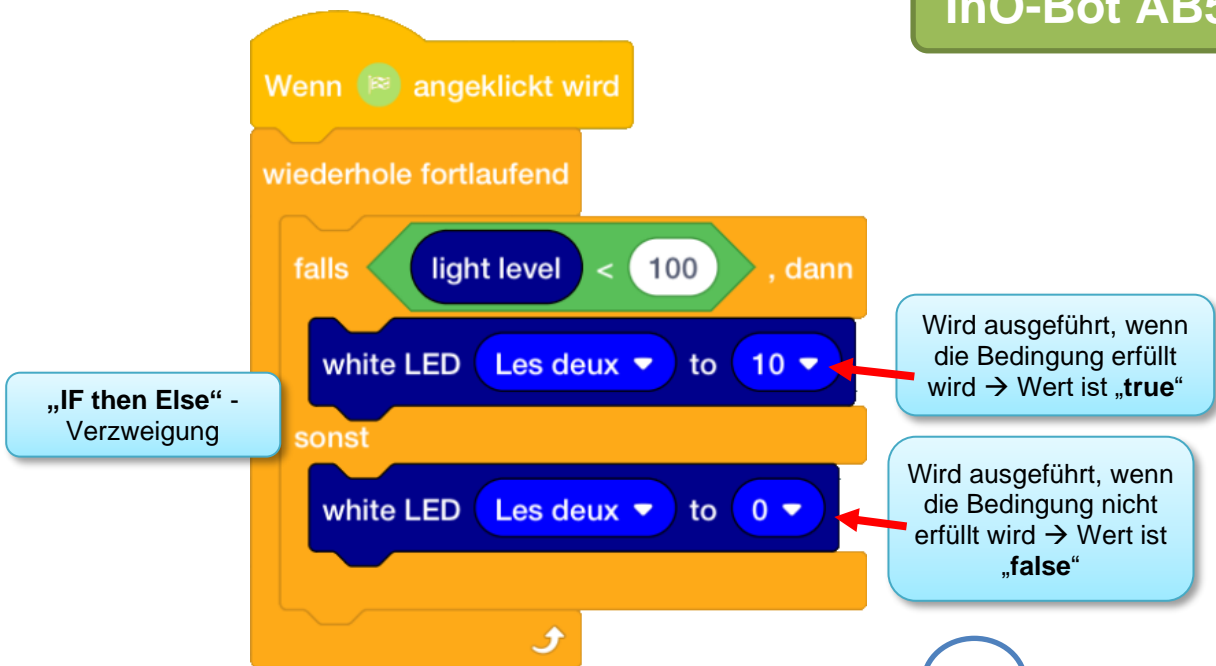 InO-Bot AB5
Wenn angeklickt wird
wiederhole fortlaufend
falls light level < 100 , dann
white LED Les deux to 10
Wird ausgeführt, wenn
die Bedingung erfüllt
wird → Wert ist „true“
„IF then Else“ -
Verzweigung
sonst
white LED Les deux to 0
Wird ausgeführt, wenn
die Bedingung nicht
erfüllt wird → Wert ist
„false“